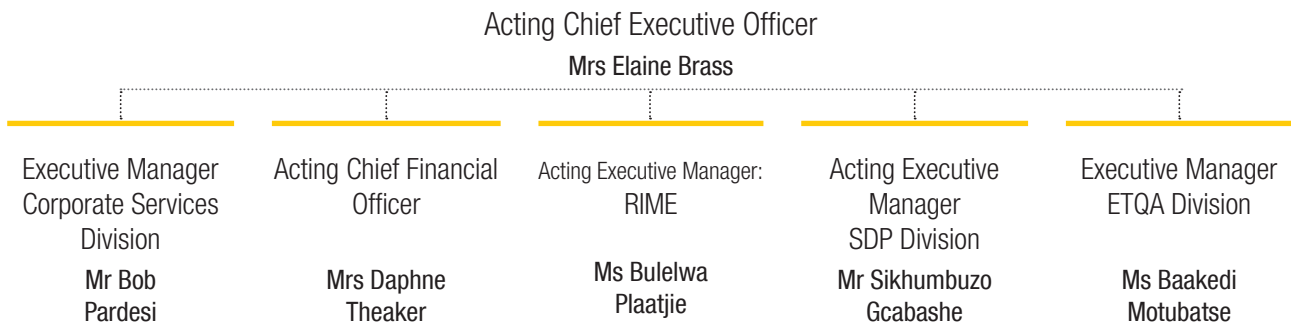 Acting Chief Executive Officer
Mrs Elaine Brass
Executive Manager
Corporate Services
Division
Mr Bob
Pardesi
Acting Chief Financial
Officer
Mrs Daphne
Theaker
Acting Executive Manager:
RIME
Ms Bulelwa
Plaatjie
Acting Executive
Manager
SDP Division
Mr Sikhumbuzo
Gcabashe
Executive Manager
ETQA Division
Ms Baakedi
Motubatse